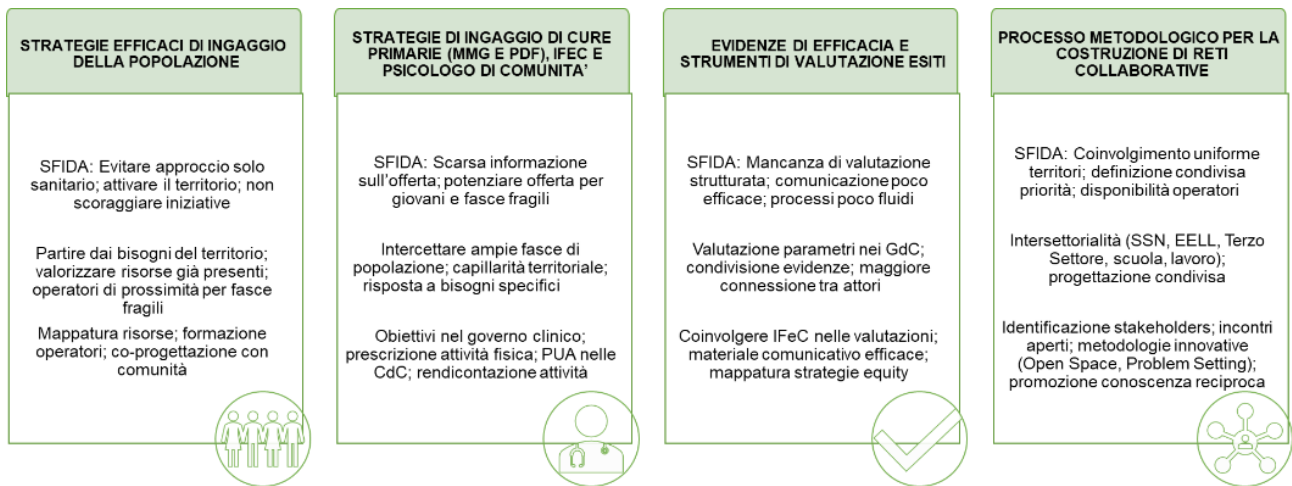 STRATEGIE EFFICACI DI INGAGGIO
DELLA POPOLAZIONE
SFIDA: Evitare approccio solo
sanitario; attivare il territorio; non
scoraggiare iniziative
Partire dai bisogni del territorio;
valorizzare risorse già presenti;
operatori di prossimità per fasce
fragili
Mappatura risorse; formazione
operatori; co-progettazione con
comunità
STRATEGIE DI INGAGGIO DI CURE
PRIMARIE (MMG E PDF), IFEC E
PSICOLOGO DI COMUNITA'
SFIDA: Scarsa informazione
sull'offerta; potenziare offerta per
giovani e fasce fragili
Intercettare ampie fasce di
popolazione; capillarità territoriale;
risposta a bisogni specifici
Obiettivi nel governo clinico;
prescrizione attività fisica; PUA nelle
CdC; rendicontazione attività
EVIDENZE DI EFFICACIA E
STRUMENTI DI VALUTAZIONE ESITI
SFIDA: Mancanza di valutazione
strutturata; comunicazione poco
efficace; processi poco fluidi
Valutazione parametri nei GdC;
condivisione evidenze; maggiore
connessione tra attori
Coinvolgere IFeC nelle valutazioni;
materiale comunicativo efficace;
mappatura strategie equity
PROCESSO METODOLOGICO PER LA
COSTRUZIONE DI RETI
COLLABORATIVE
SFIDA: Coinvolgimento uniforme
territori; definizione condivisa
priorità; disponibilità operatori
Intersettorialità (SSN, EELL, Terzo
Settore, scuola, lavoro);
progettazione condivisa
Identificazione stakeholders; incontri
aperti; metodologie innovative
(Open Space, Problem Setting);
promozione conoscenza reciproca